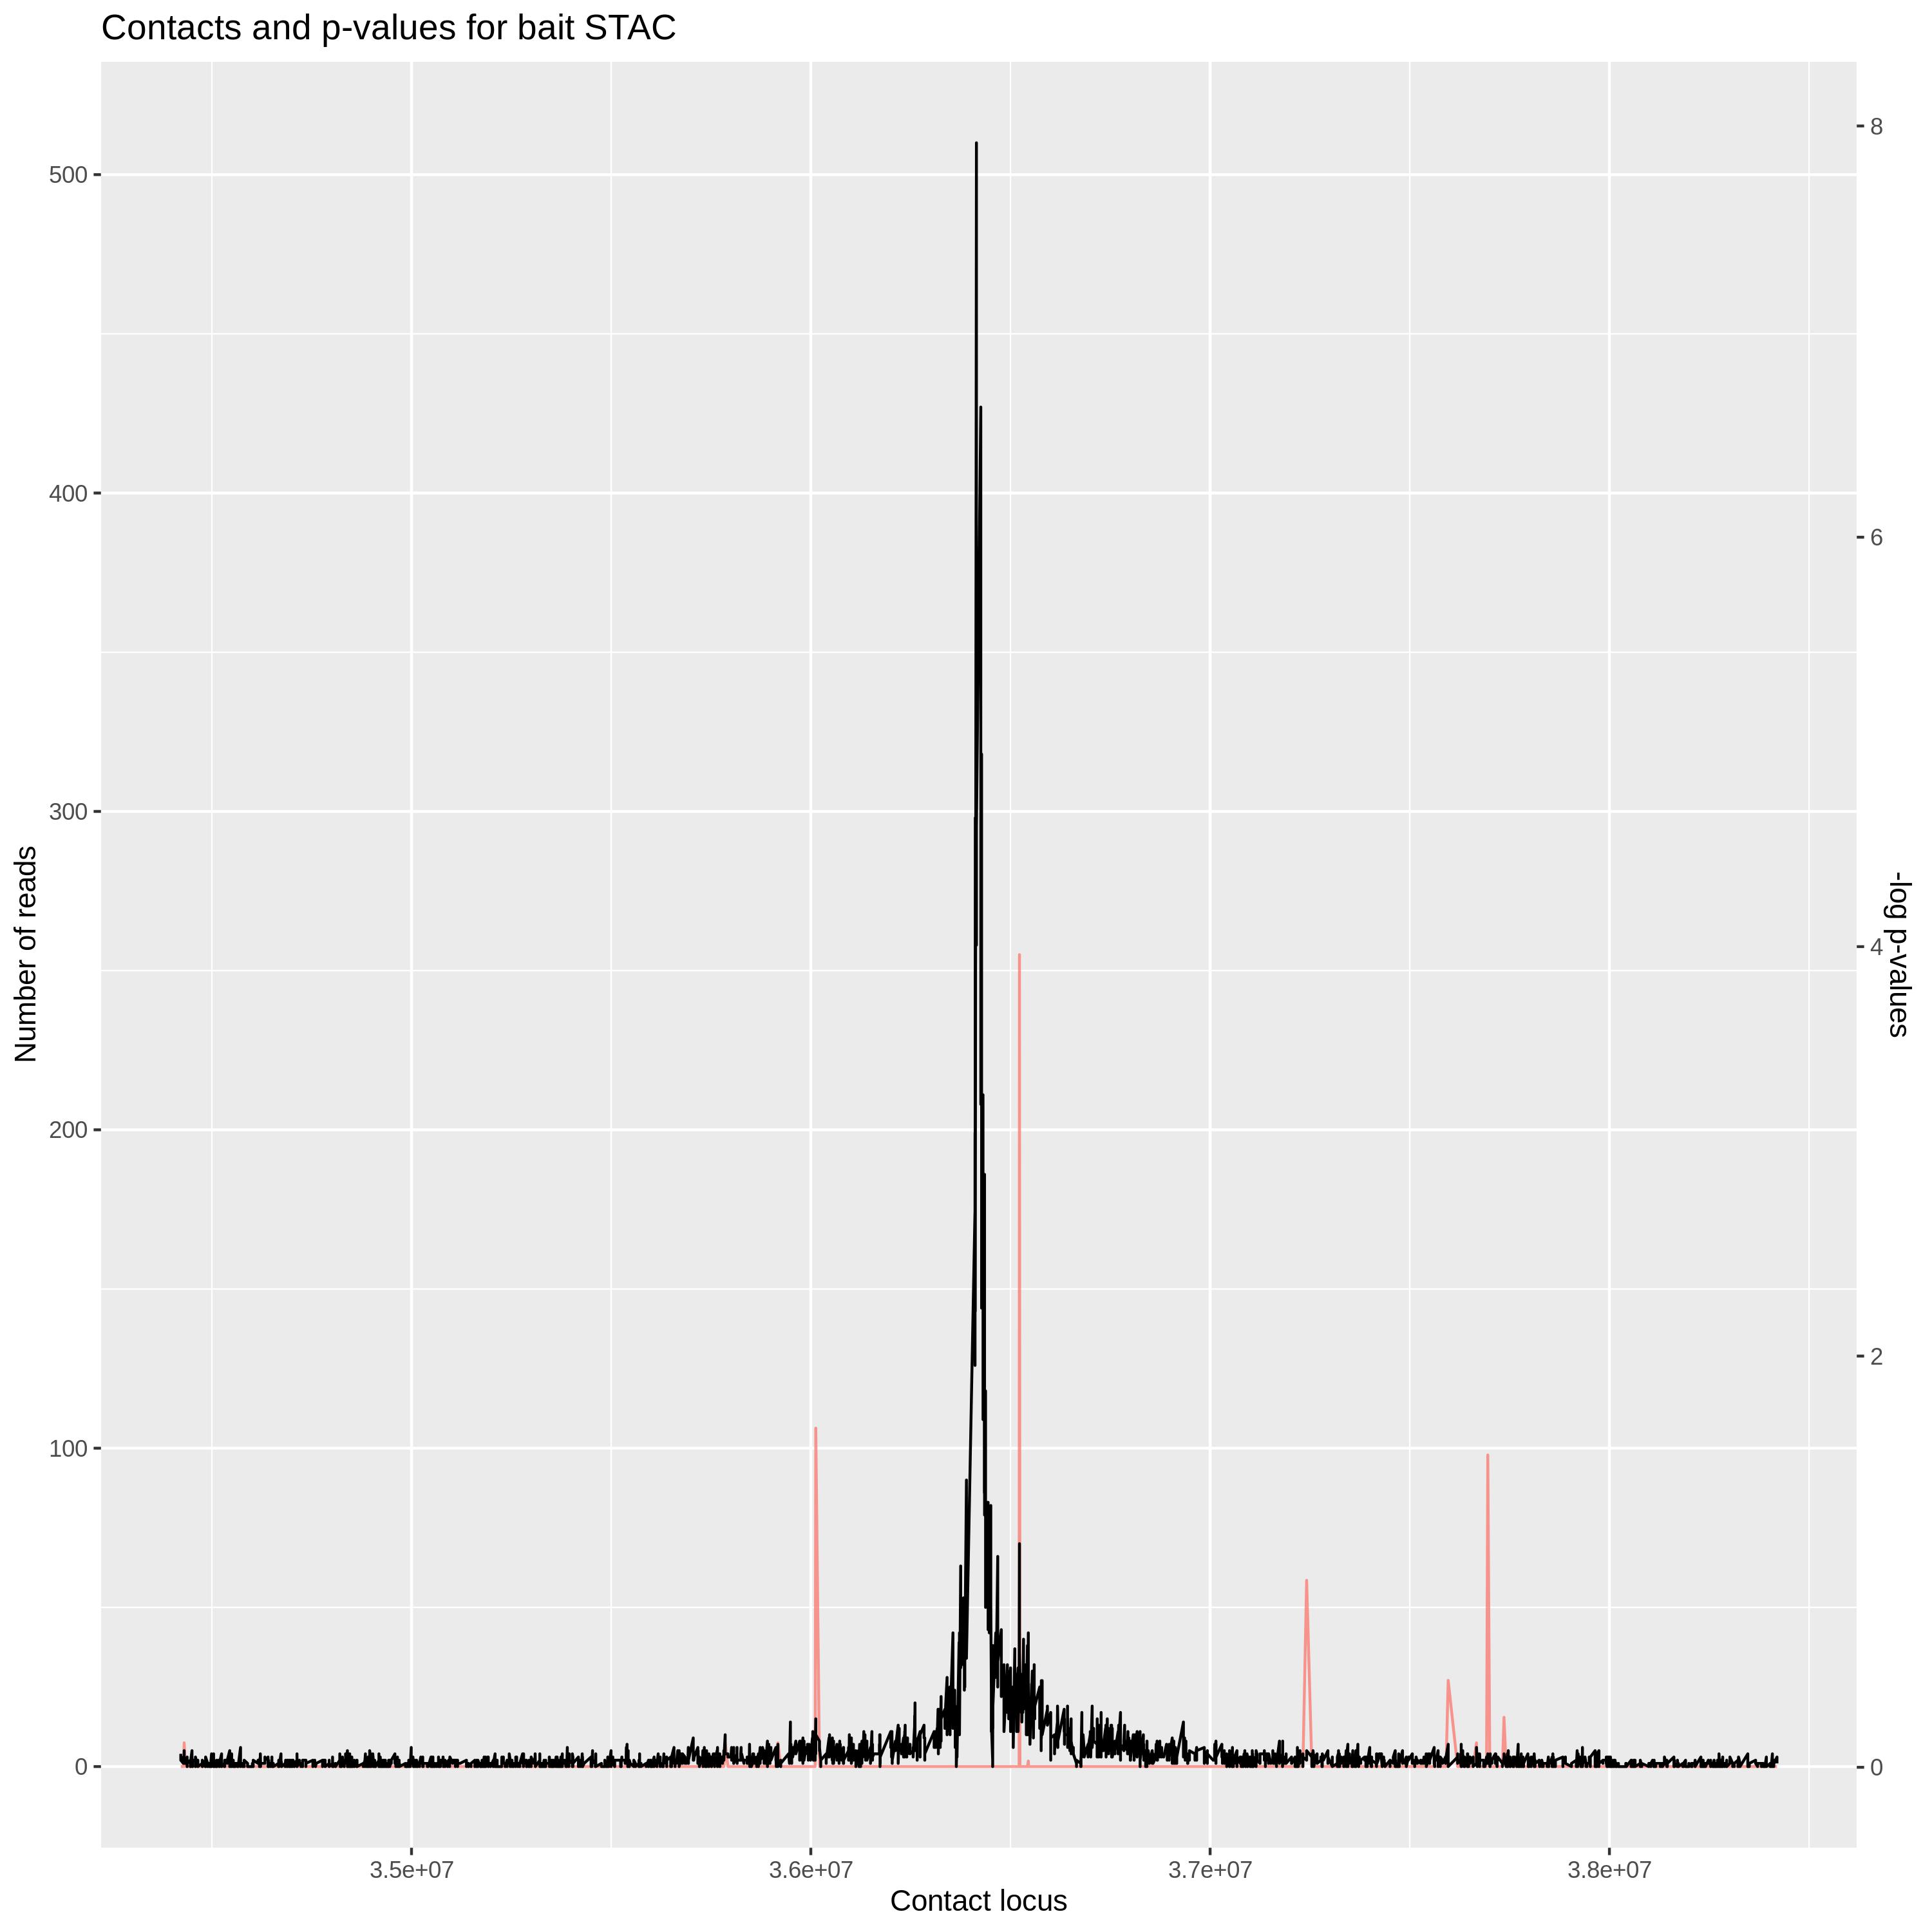 Contacts and p-values for bait STAC
Number of reads
500
400
300
200
100
0
8
6
4
2
0
-log p-values
3.5e+07
3.6e+07
3.7e+07
3.8e+07
Contact locus